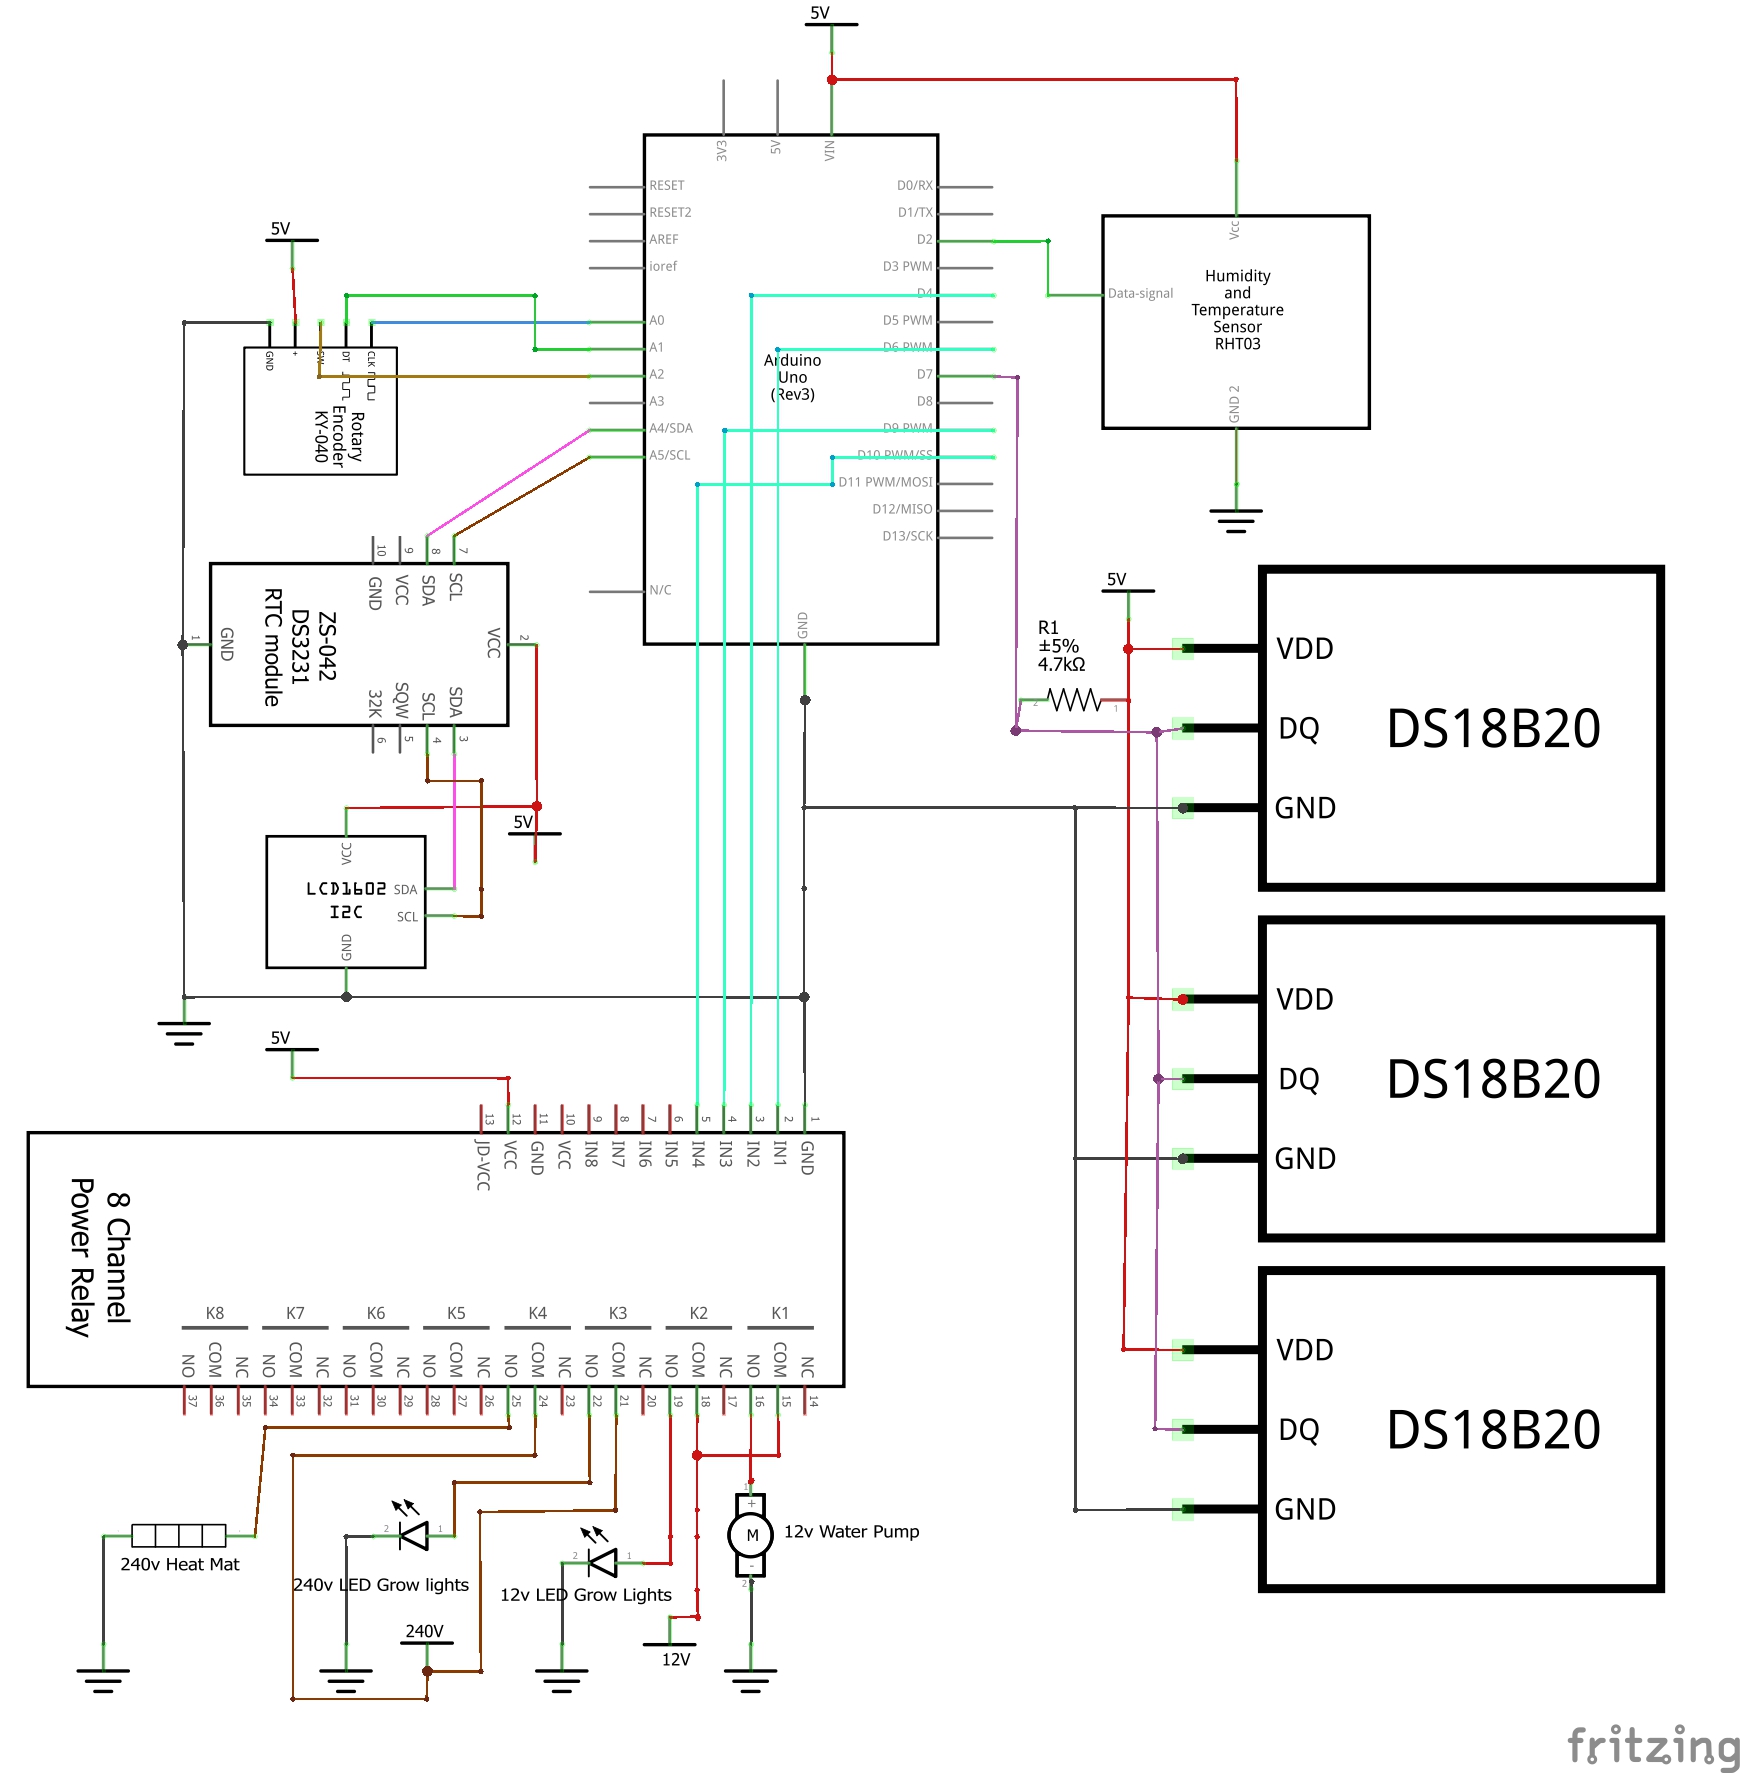 5V
3V3
5V
VIN
RESET
RESET2
AREF
ioref
A0
A1
A2
A3
A4/SDA
A5/SCL
N/C
D0/RX
D1/TX
D2
D3 PWM
D4
D5 PWM
D6 PWM
D7
D8
D9 PWM
D10 PWM/SS
D11 PWM/MOSI
D12/MISO
D13/SCK
GND
Arduino
Uno
(Rev3)
Vcc
Data-signal
Humidity
and
Temperature
Sensor
RHT03
GND 2
5V
GND
+
SW
DT
CLK
Rotary
Encoder
KY-040
10
9
8
7
GND
VCC
SDA
SCL
1
GND
ZS-042
DS3231
RTC module
VCC
2
32K
SQW
SCL
SDA
6
5
4
3
5V
VCC
LCD1602
I2C
SDA
SCL
GND
5V
R1
±5%
4.7kΩ
2
1
VDD
DQ
GND
DS18B20
VDD
DQ
GND
DS18B20
VDD
DQ
GND
DS18B20
5V
13
12
11
10
9
8
7
6
5
4
3
2
1
JD-VCC
VCC
GND
VCC
IN8
IN7
IN6
IN5
IN4
IN3
IN2
IN1
GND
8 Channel
Power Relay
K8
K7
K6
K5
K4
K3
K2
K1
NO
COM
NC
NO
COM
NC
NO
COM
NC
NO
COM
NC
NO
COM
NC
NO
COM
NC
NO
COM
NC
NO
COM
NC
37
36
35
34
33
32
31
30
29
28
27
26
25
24
23
22
21
20
19
18
17
16
15
14
240v Heat Mat
2
1
240v LED Grow lights
2
1
12v LED Grow Lights
1
+
M
-
2
12v Water Pump
240V
12V
fritzing